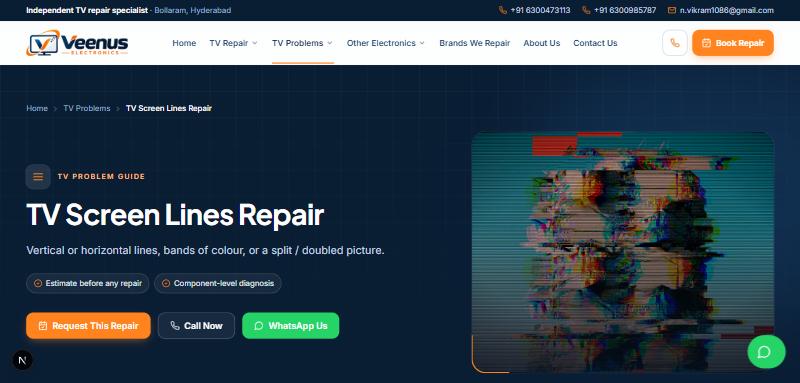 Independent TV repair specialist · Bollaram, Hyderabad
+91 6300473113
+91 6300985787
n.vikram1086@gmail.com
Veenus
ELECTRONICS
Home
TV Repair
TV Problems
Other Electronics
Brands We Repair
About Us
Contact Us
Book Repair
Home > TV Problems > TV Screen Lines Repair
TV PROBLEM GUIDE
TV Screen Lines Repair
Vertical or horizontal lines, bands of colour, or a split / doubled picture.
Estimate before any repair
Component-level diagnosis
Request This Repair
Call Now
WhatsApp Us
N